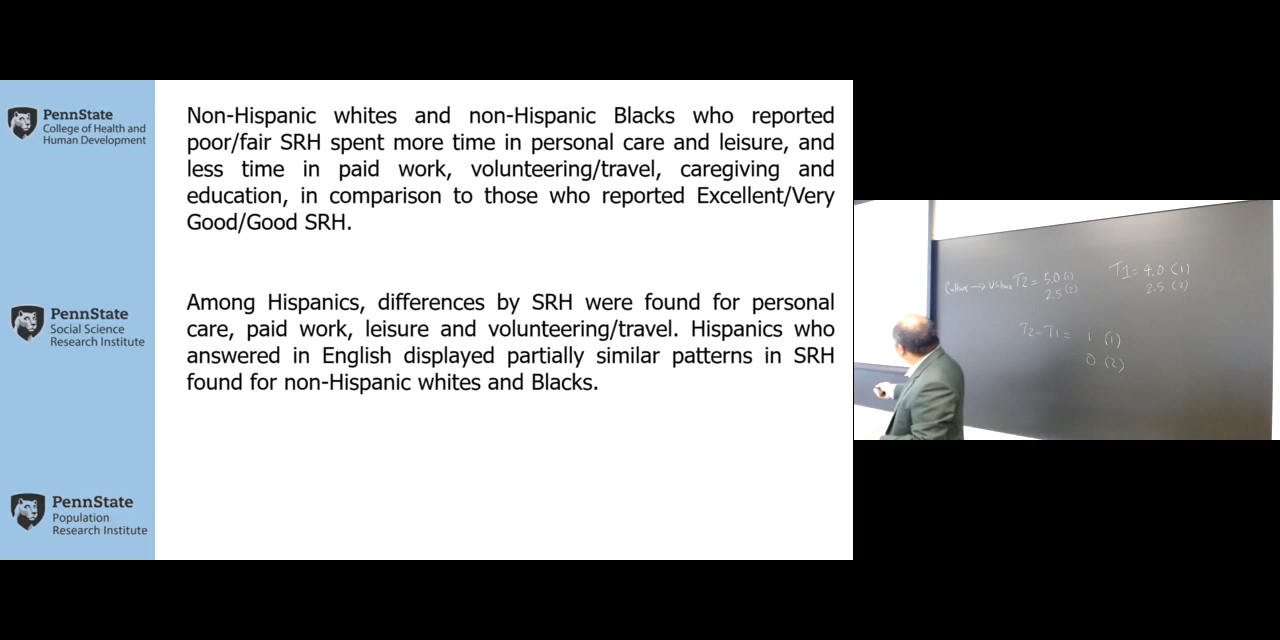 PennState
College of Health and
Human Development
PennState
Social Science
Research Institute
PennState
Population
Research Institute
Non-Hispanic whites and non-Hispanic Blacks who reported
poor/fair SRH spent more time in personal care and leisure, and
less time in paid work, volunteering/travel, caregiving and
education, in comparison to those who reported Excellent/Very
Good/Good SRH.
Among Hispanics, differences by SRH were found for personal
care, paid work, leisure and volunteering/travel. Hispanics who
answered in English displayed partially similar patterns in SRH
found for non-Hispanic whites and Blacks.
Culture → T2 = 5.0 (1)
2.5 (2)
T1 = 4.0 (1)
2.5 (2)
T2 - T1 = 1 (1)
0 (2)